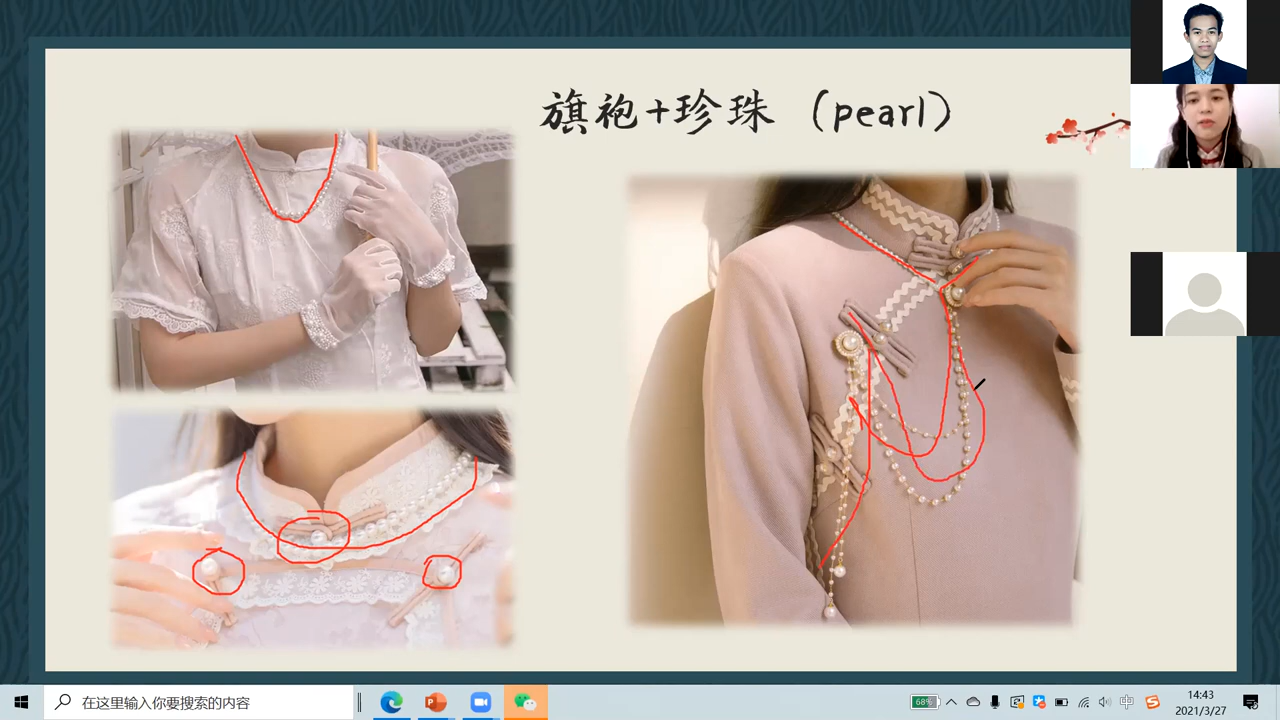 旗袍+珍珠（pearl）
在这里输入你要搜索的内容
68%
中
14:43
2021/3/27